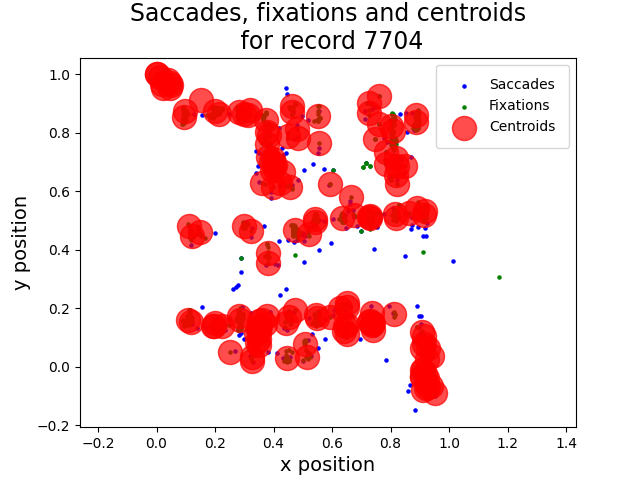 Saccades, fixations and centroids
for record 7704
Saccades
Fixations
Centroids
y position
1.0
0.8
0.6
0.4
0.2
0.0
−0.2
−0.2
0.0
0.2
0.4
0.6
0.8
1.0
1.2
1.4
x position